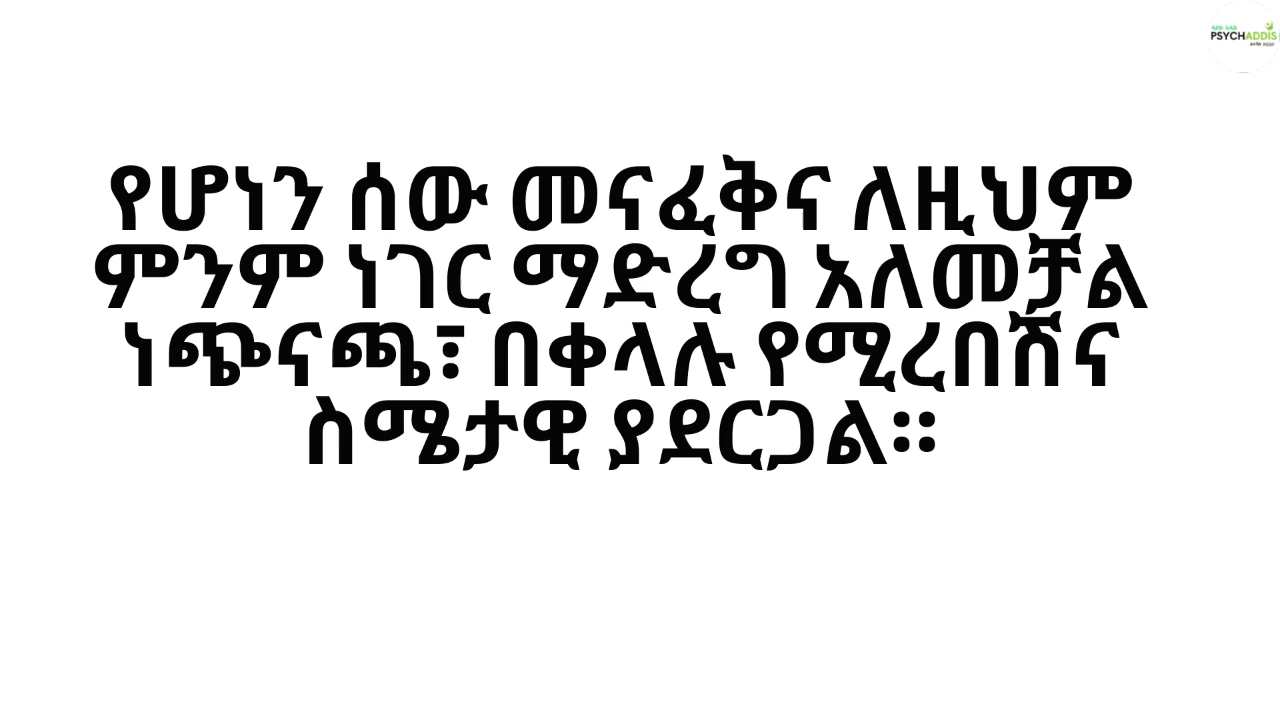 PSYCHADDIS
የሆነን ሰው መናፈቅና ለዚህም
ምንም ነገር ማድረግ አለመቻል
ነጭናጫ፣ በቀላሉ የሚረበሽና
ስሜታዊ ያደርጋል።